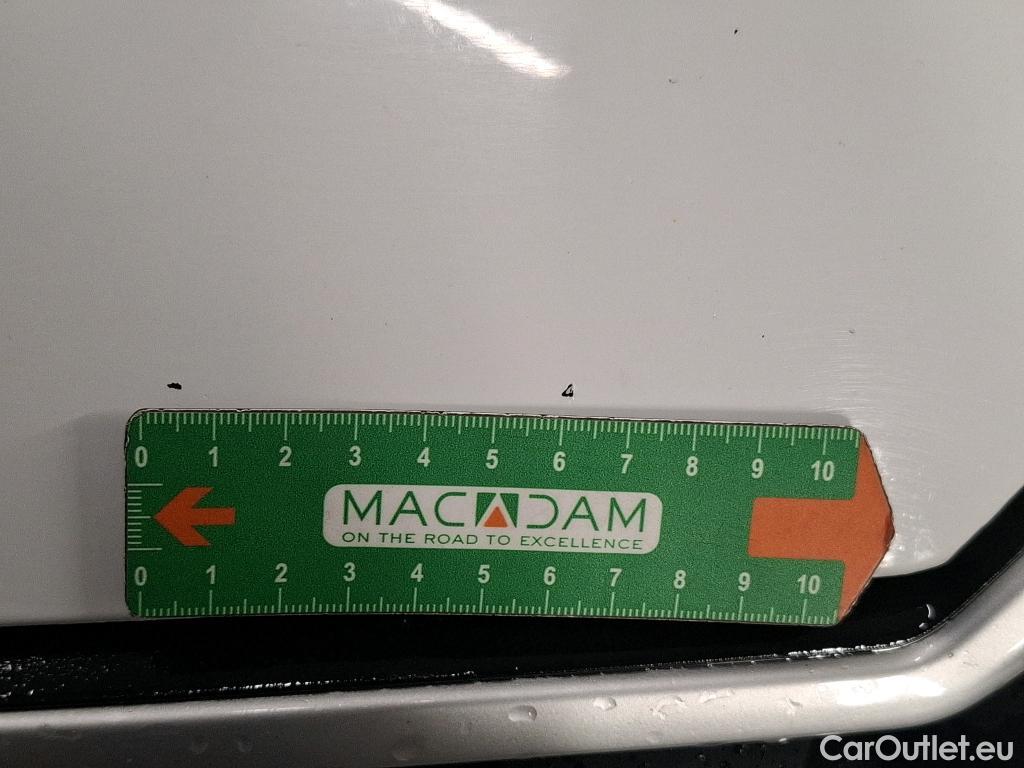 0 1 2 3 4 5 6 7 8 9 10
MACADAM
ON THE ROAD TO EXCELLENCE
0 1 2 3 4 5 6 7 8 9 10
CarOutlet.eu